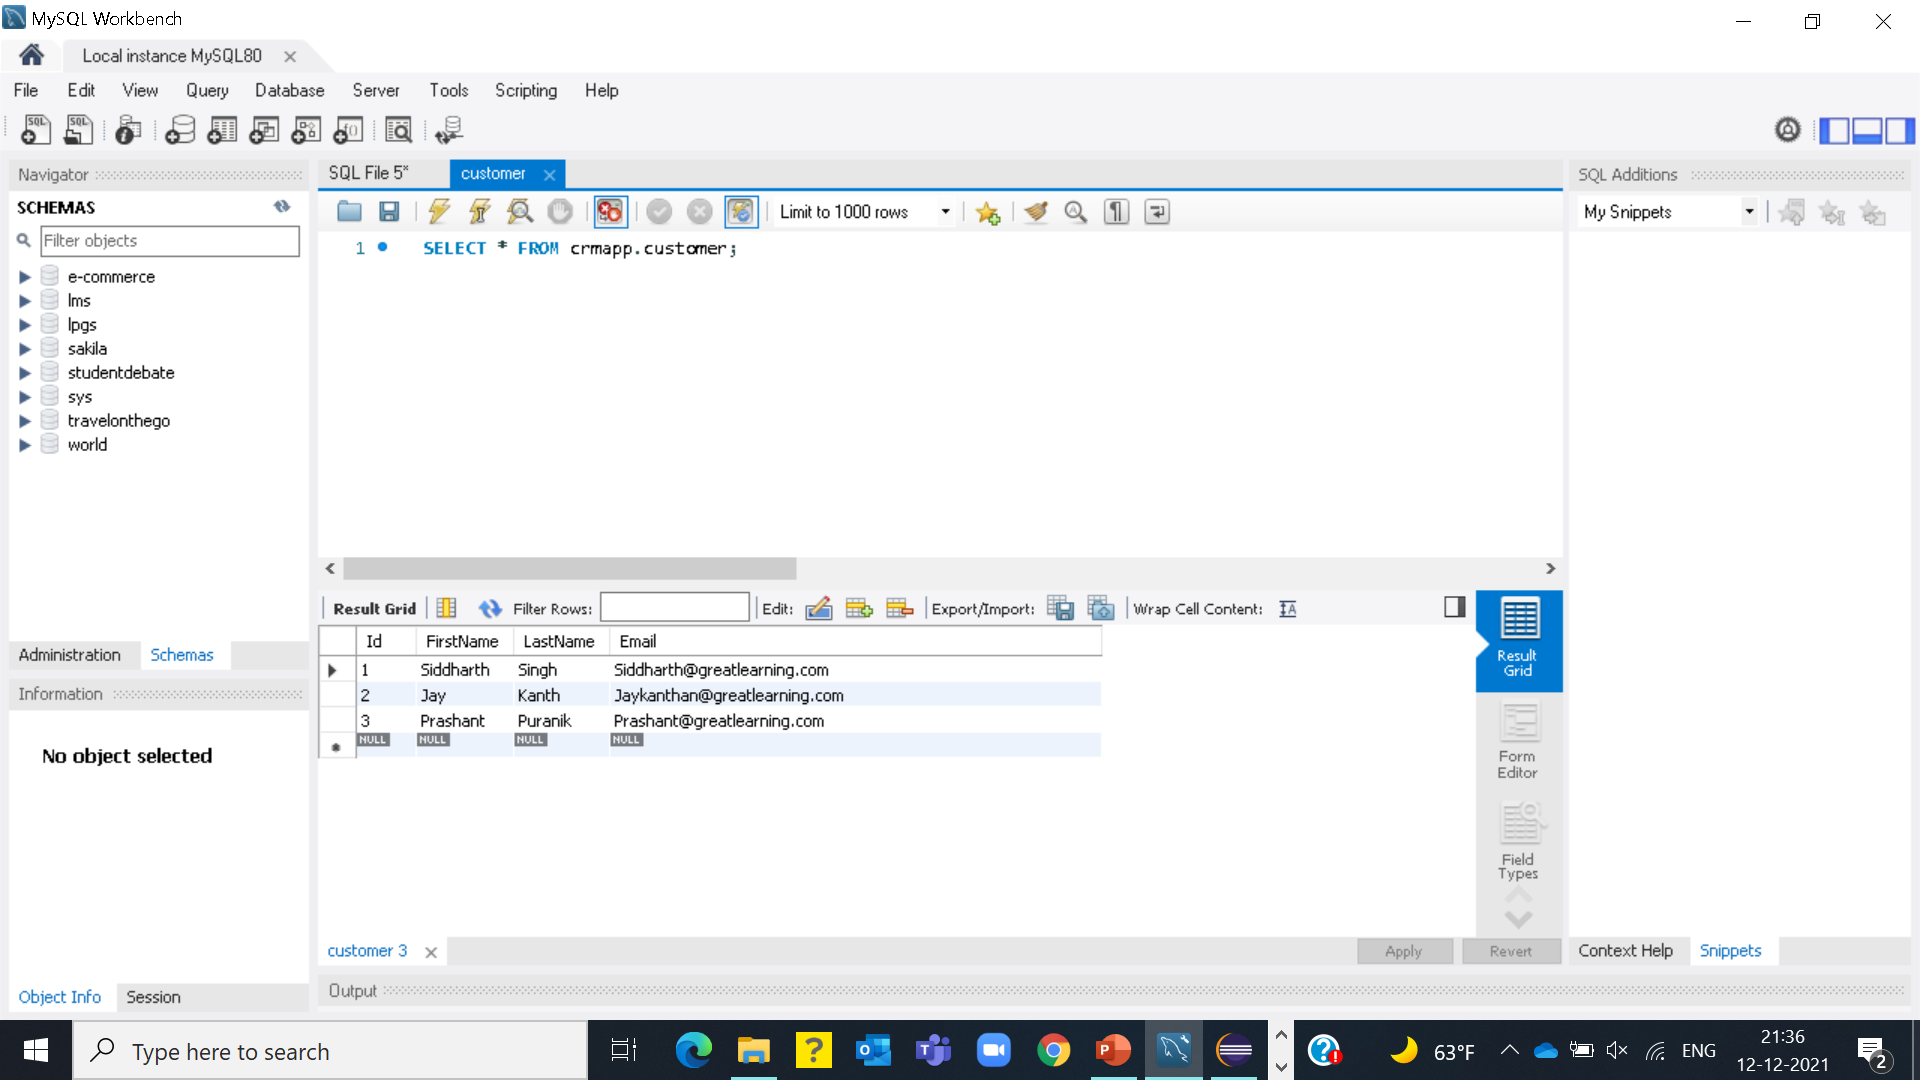 MySQL Workbench
Local instance MySQL80
File Edit View Query Database Server Tools Scripting Help
Navigator
SCHEMAS
Filter objects
e-commerce
lms
lpgs
sakila
studentdebate
sys
travelonthego
world
Administration Schemas
Information
No object selected
Object Info Session
SQL File 5* customer
Limit to 1000 rows
1 SELECT * FROM crmapp.customer;
Result Grid Filter Rows: Edit: Export/Import: Wrap Cell Content:
Id FirstName LastName Email
1 Siddharth Singh Siddharth@greatlearning.com
2 Jay Kanth Jaykanthan@greatlearning.com
3 Prashant Puranik Prashant@greatlearning.com
NULL NULL NULL NULL
Result
Grid
Form
Editor
Field
Types
customer 3
Apply Revert
Output
SQL Additions
My Snippets
Context Help Snippets
Type here to search
63°F
ENG
21:36
12-12-2021
2